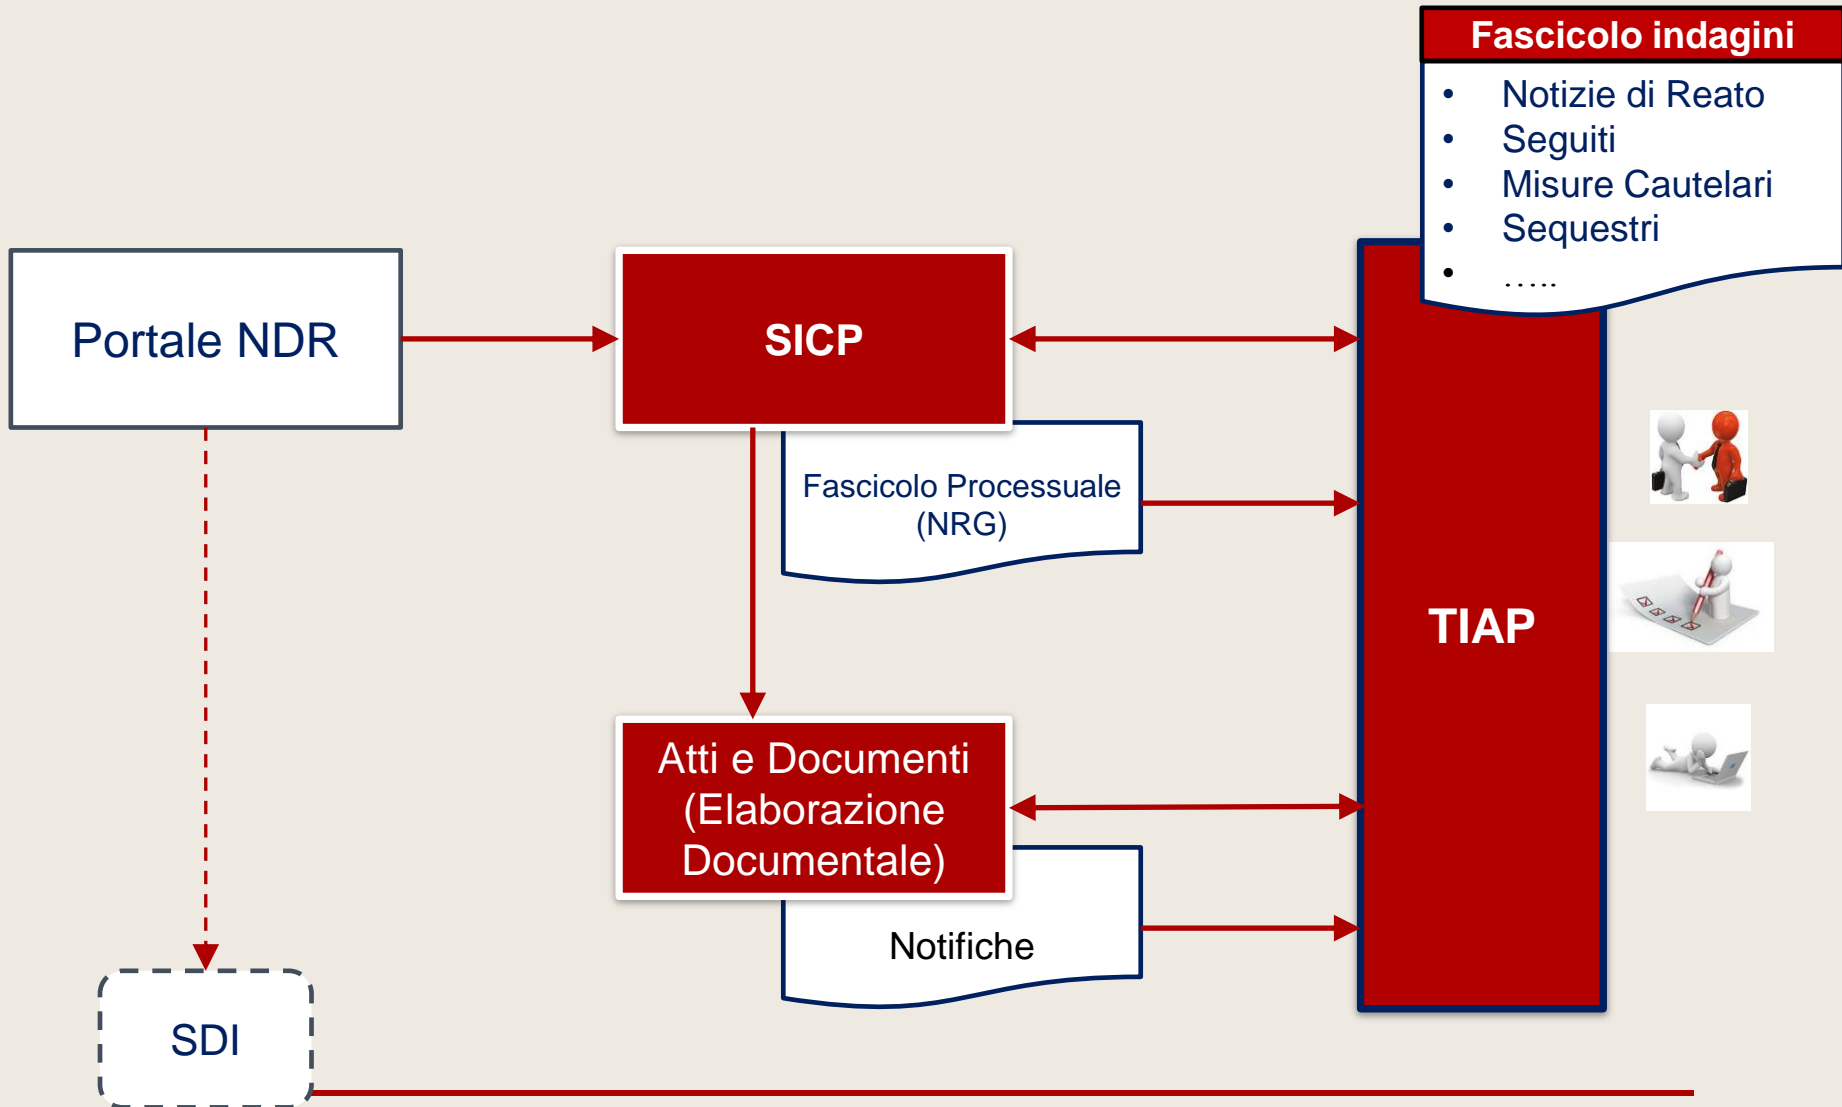 Fascicolo indagini
• Notizie di Reato
• Seguiti
• Misure Cautelari
• Sequestri
• …..
Portale NDR
SICP
Fascicolo Processuale
(NRG)
TIAP
Atti e Documenti
(Elaborazione
Documentale)
Notifiche
SDI